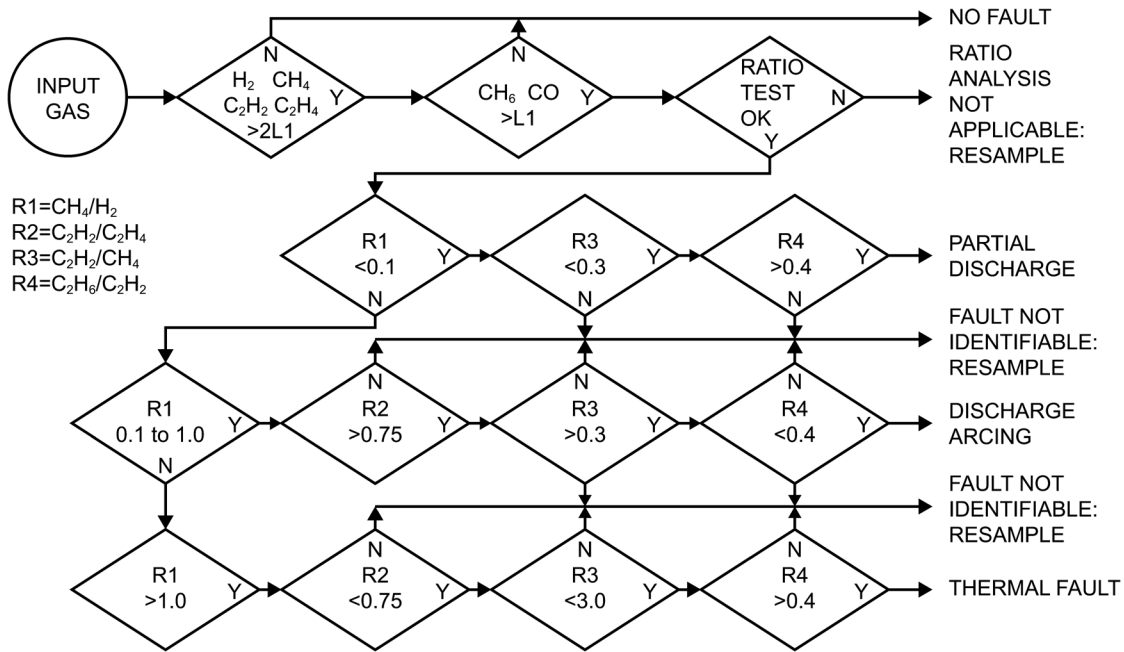 INPUT
GAS
N
H₂ CH₄
C₂H₂ C₂H₄
>2L1
Y
N
CH₆ CO
>L1
Y
RATIO
TEST
OK
N
Y
NO FAULT
RATIO
ANALYSIS
NOT
APPLICABLE:
RESAMPLE
R1=CH₄/H₂
R2=C₂H₂/C₂H₄
R3=C₂H₂/CH₄
R4=C₂H₆/C₂H₂
R1
<0.1
Y
N
R3
<0.3
Y
N
R4
>0.4
Y
N
PARTIAL
DISCHARGE
FAULT NOT
IDENTIFIABLE:
RESAMPLE
R1
0.1 to 1.0
Y
N
N
R2
>0.75
Y
N
R3
>0.3
Y
N
R4
<0.4
Y
DISCHARGE
ARCING
FAULT NOT
IDENTIFIABLE:
RESAMPLE
R1
>1.0
Y
N
R2
<0.75
Y
N
R3
<3.0
Y
N
R4
>0.4
Y
THERMAL FAULT